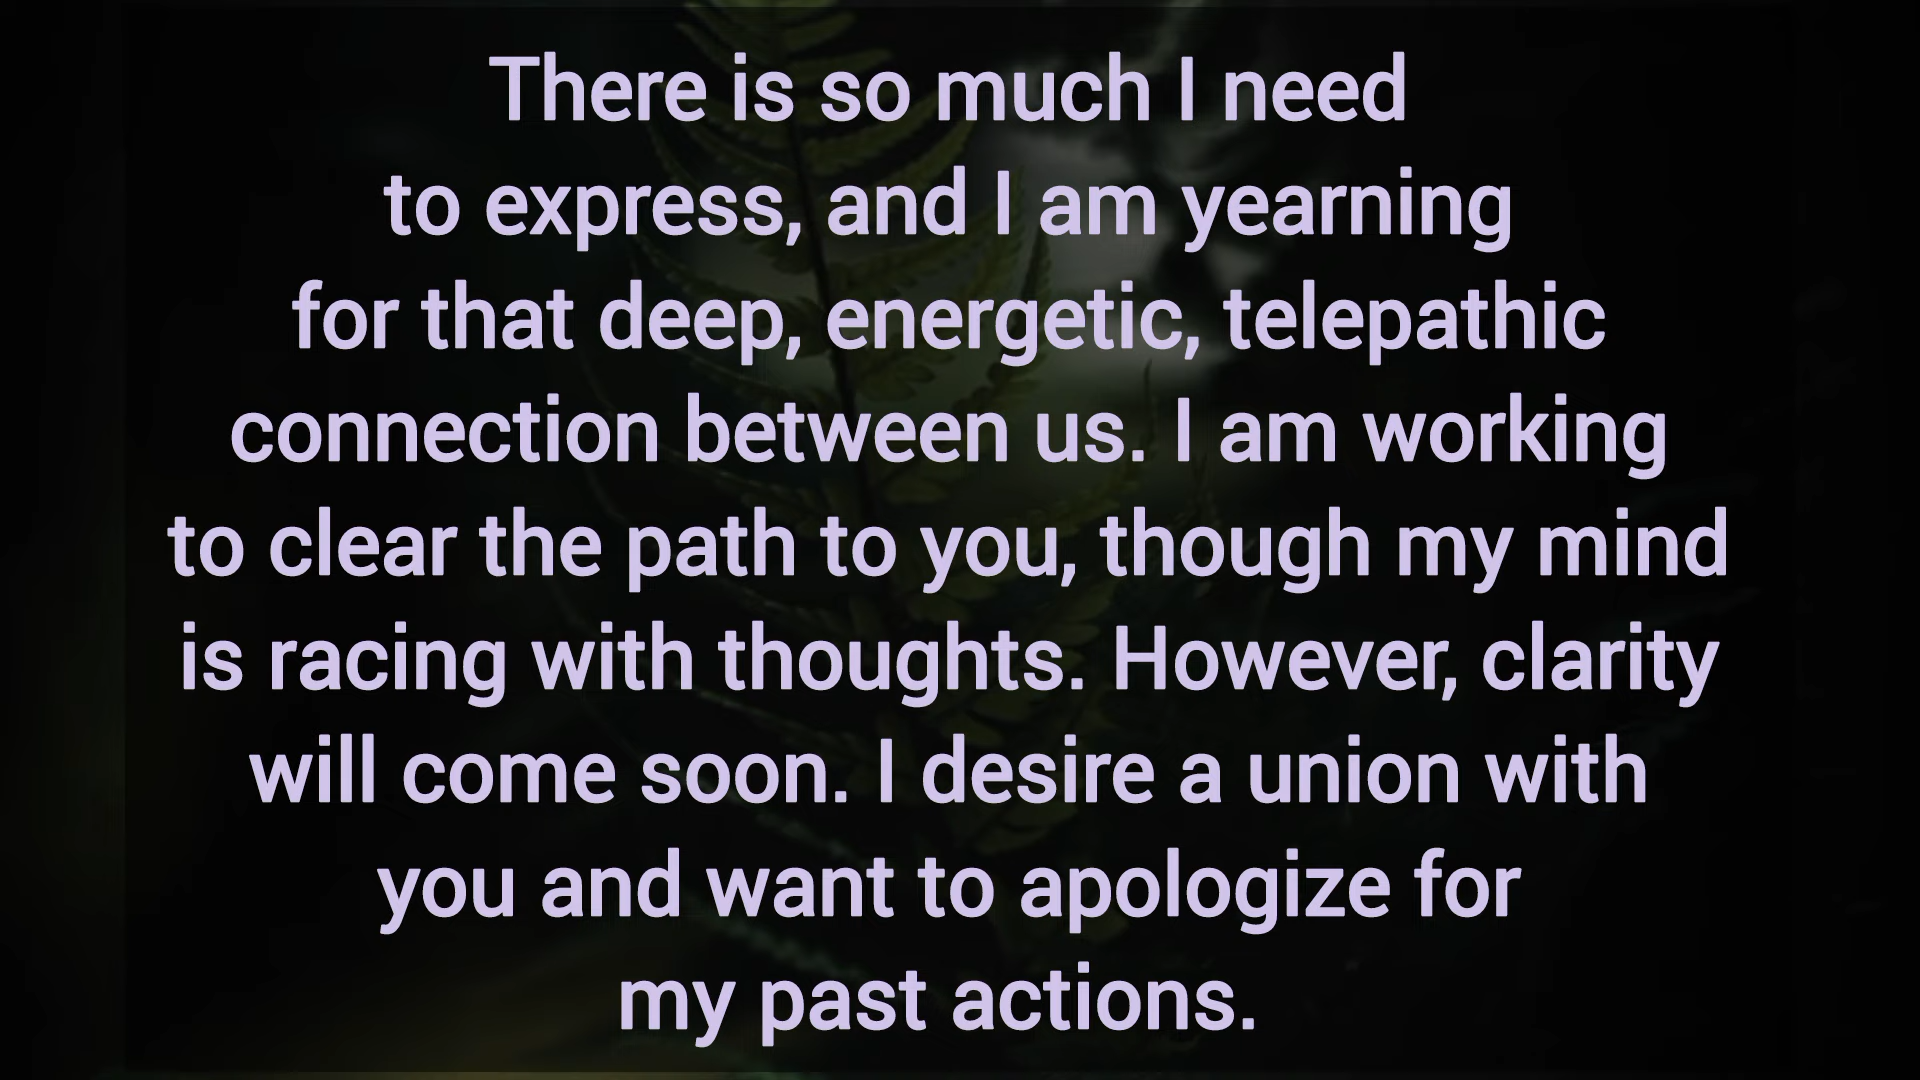 There is so much I need
to express, and I am yearning
for that deep, energetic, telepathic
connection between us. I am working
to clear the path to you, though my mind
is racing with thoughts. However, clarity
will come soon. I desire a union with
you and want to apologize for
my past actions.